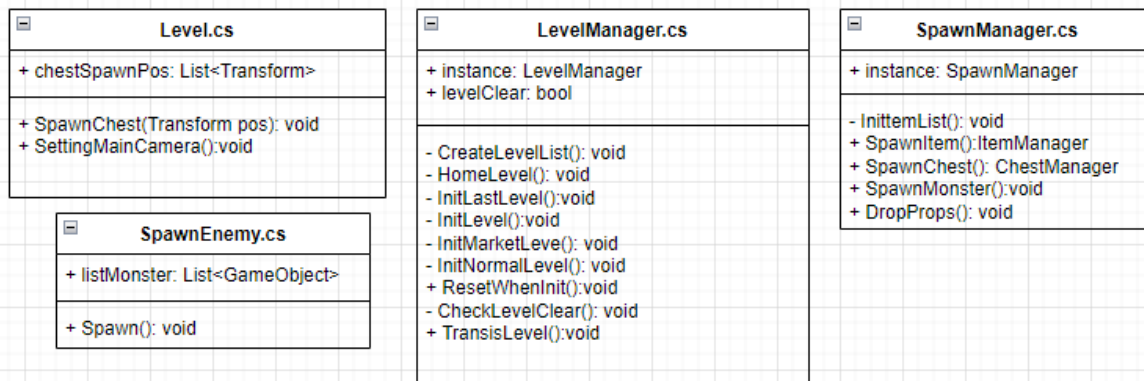 Level.cs
+ chestSpawnPos: List<Transform>
+ SpawnChest(Transform pos): void
+ SettingMainCamera():void
SpawnEnemy.cs
+ listMonster: List<GameObject>
+ Spawn(): void
LevelManager.cs
+ instance: LevelManager
+ levelClear: bool
- CreateLevelList(): void
- HomeLevel(): void
- InitLastLevel():void
- InitLevel():void
- InitMarketLeve(): void
- InitNormalLevel(): void
+ ResetWhenInit():void
- CheckLevelClear(): void
+ TransisLevel():void
SpawnManager.cs
+ instance: SpawnManager
- InittemList(): void
+ SpawnItem():ItemManager
+ SpawnChest(): ChestManager
+ SpawnMonster():void
+ DropProps(): void